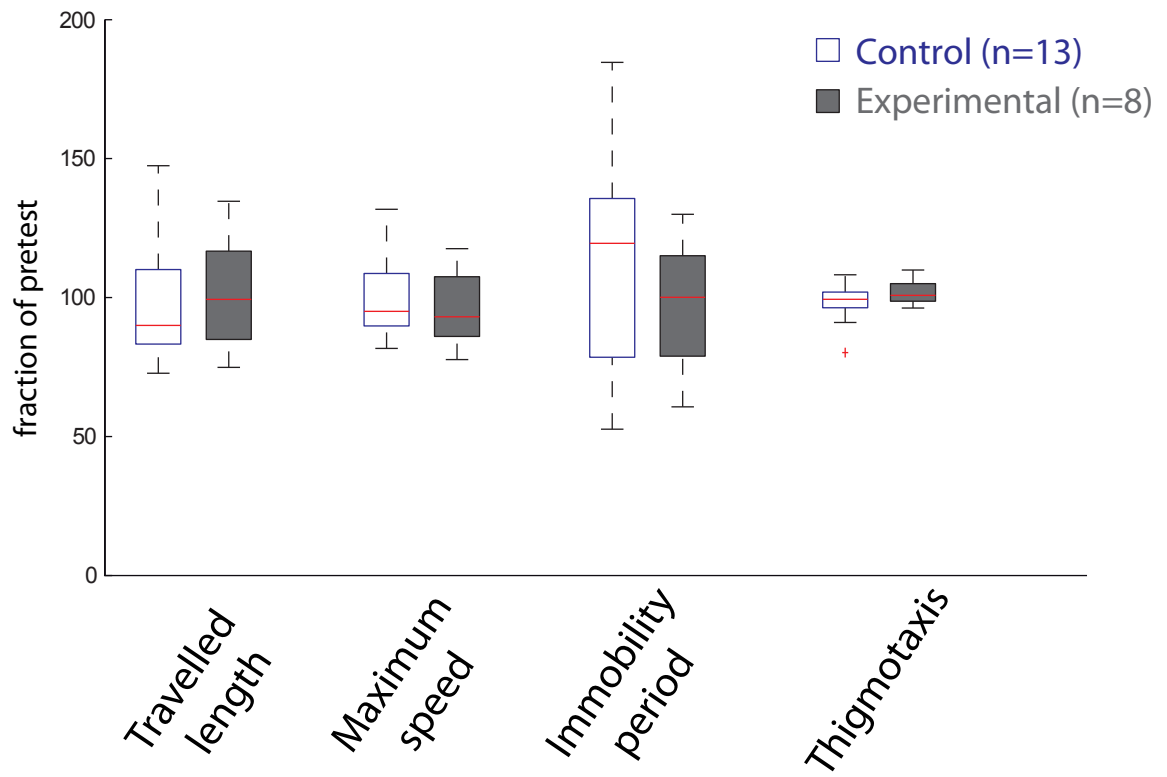 fraction of pretest
200
150
100
50
0
Control (n=13)
Experimental (n=8)
Travelled
length
Maximum
speed
Immobility
period
Thigmotaxis